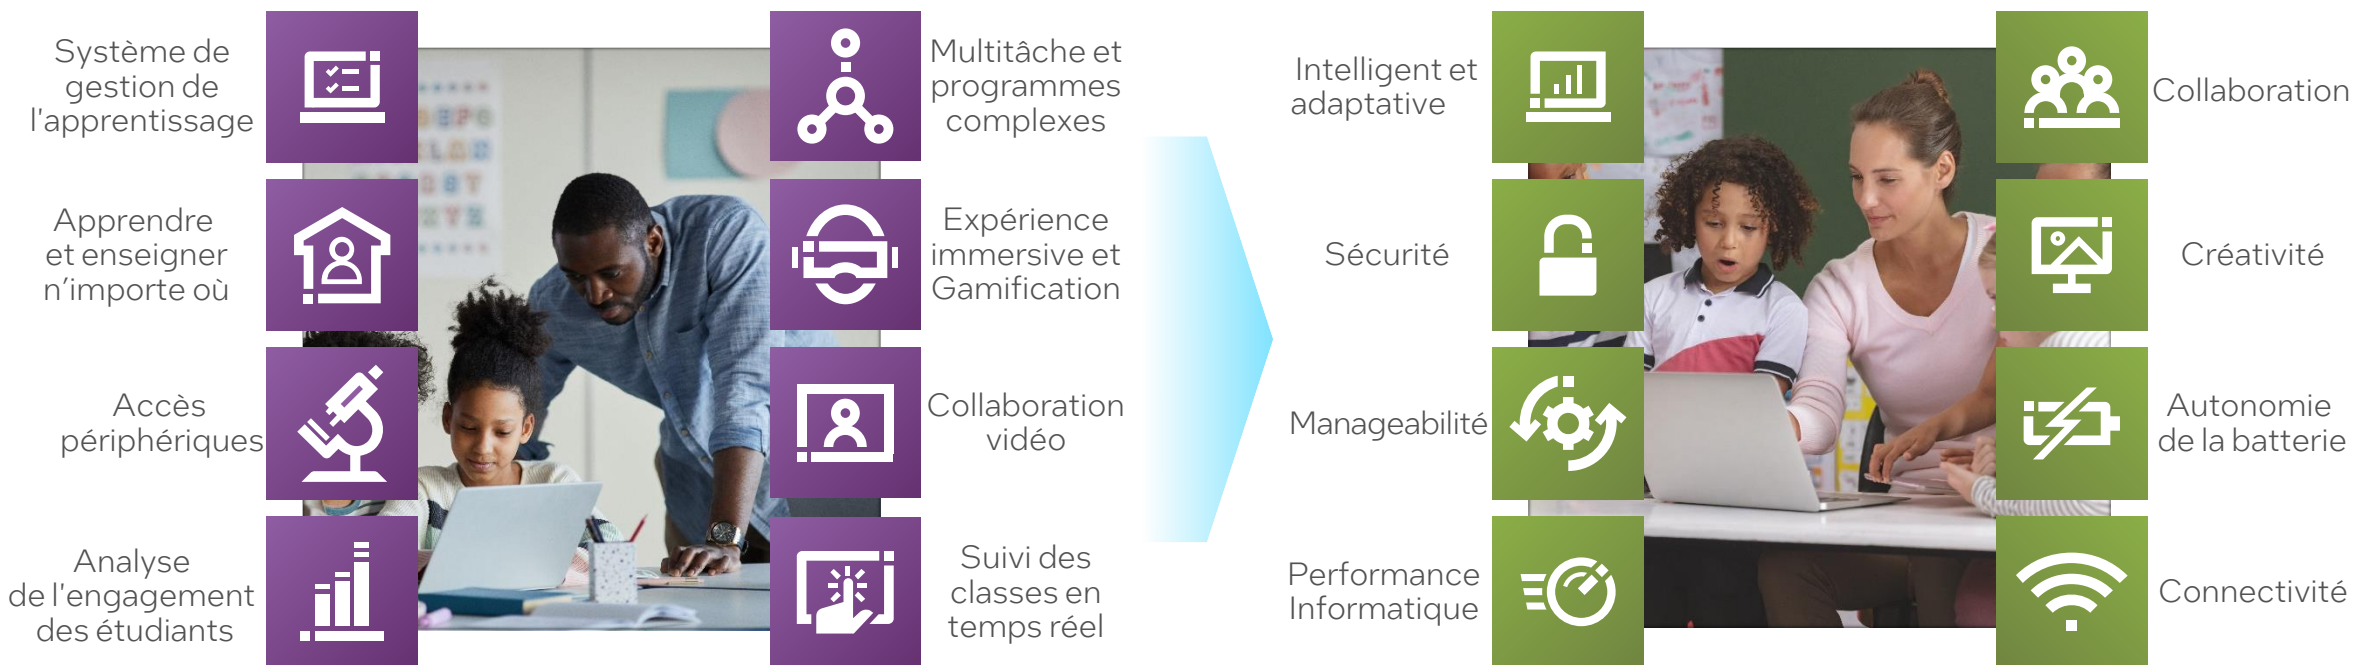 Système de
gestion de
l'apprentissage
Multitâche et
programmes
complexes
Apprendre
et enseigner
n’importe où
Expérience
immersive et
Gamification
Accès
périphériques
Collaboration
vidéo
Analyse
de l'engagement
des étudiants
Suivi des
classes en
temps réel
Intelligent et
adaptative
Collaboration
Sécurité
Créativité
Manageabilité
Autonomie
de la batterie
Performance
Informatique
Connectivité